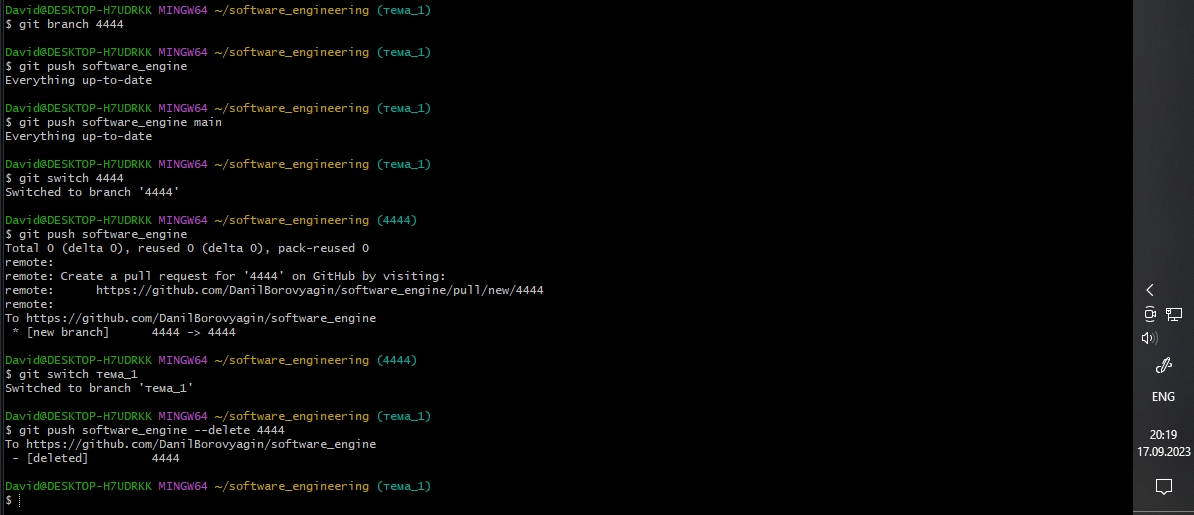 David@DESKTOP-H7UDRKK MINGW64 ~/software_engineering (тема_1)
$ git branch 4444
David@DESKTOP-H7UDRKK MINGW64 ~/software_engineering (тема_1)
$ git push software_engine
Everything up-to-date
David@DESKTOP-H7UDRKK MINGW64 ~/software_engineering (тема_1)
$ git push software_engine main
Everything up-to-date
David@DESKTOP-H7UDRKK MINGW64 ~/software_engineering (тема_1)
$ git switch 4444
Switched to branch '4444'
David@DESKTOP-H7UDRKK MINGW64 ~/software_engineering (4444)
$ git push software_engine
Total 0 (delta 0), reused 0 (delta 0), pack-reused 0
remote:
remote: Create a pull request for '4444' on GitHub by visiting:
remote:      https://github.com/DanilBorovyagin/software_engine/pull/new/4444
remote:
To https://github.com/DanilBorovyagin/software_engine
 * [new branch]      4444 -> 4444
David@DESKTOP-H7UDRKK MINGW64 ~/software_engineering (4444)
$ git switch тема_1
Switched to branch 'тема_1'
David@DESKTOP-H7UDRKK MINGW64 ~/software_engineering (тема_1)
$ git push software_engine --delete 4444
To https://github.com/DanilBorovyagin/software_engine
 - [deleted]         4444
David@DESKTOP-H7UDRKK MINGW64 ~/software_engineering (тема_1)
$
ENG
20:19
17.09.2023